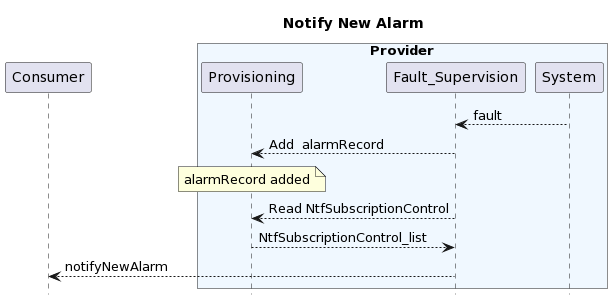 Notify New Alarm
Provider
Consumer
Provisioning
Fault_Supervision
System
fault
Add  alarmRecord
alarmRecord added
Read NtfSubscriptionControl
NtfSubscriptionControl_list
notifyNewAlarm